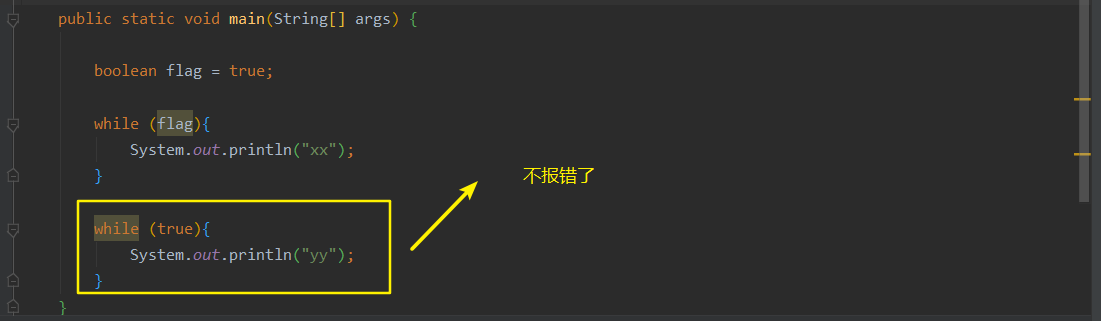 public static void main(String[] args) {
boolean flag = true;
while (flag){
System.out.println("xx");
}
不报错了
while (true){
System.out.println("yy");
}
}